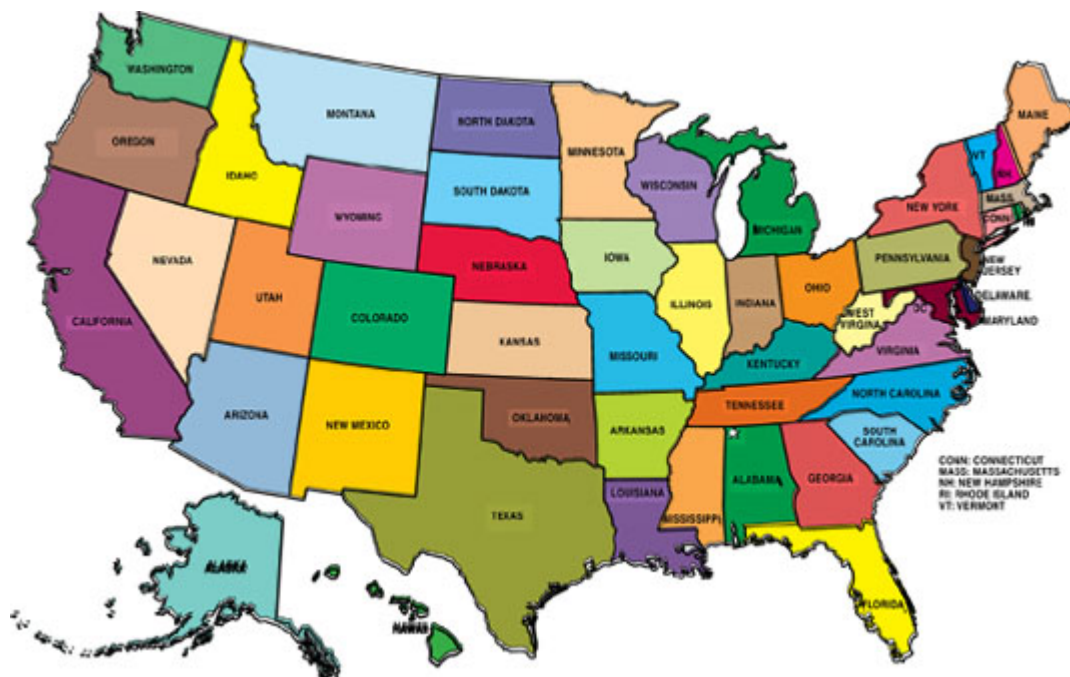 WASHINGTON
MONTANA
NORTH DAKOTA
MINNESOTA
MAINE
OREGON
IDAHO
VT
NH
SOUTH DAKOTA
WISCONSIN
WYOMING
MASS.
NEW YORK
CONN
RI
MICHIGAN
NEVADA
NEBRASKA
IOWA
PENNSYLVANIA
NEW
JERSEY
UTAH
ILLINOIS
INDIANA
OHIO
DELAWARE
CALIFORNIA
COLORADO
WEST
VIRGINIA
DC
MARYLAND
KANSAS
MISSOURI
KENTUCKY
VIRGINIA
ARIZONA
NEW MEXICO
OKLAHOMA
ARKANSAS
TENNESSEE
NORTH CAROLINA
SOUTH
CAROLINA
TEXAS
LOUISIANA
MISSISSIPPI
ALABAMA
GEORGIA
CONN: CONNECTICUT
MASS: MASSACHUSETTS
NH: NEW HAMPSHIRE
RI: RHODE ISLAND
VT: VERMONT
ALASKA
HAWAII
FLORIDA